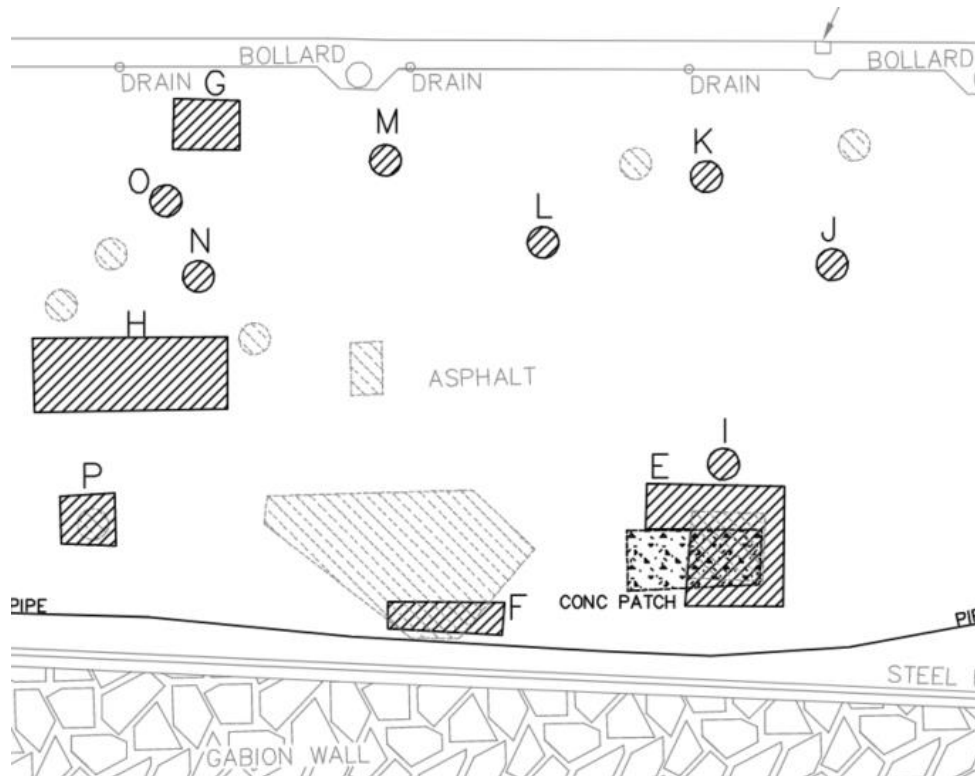 BOLLARD
BOLLARD
DRAIN
DRAIN
DRAIN
G
M
K
O
L
J
N
H
ASPHALT
I
E
P
F
CONC PATCH
PIPE
STEEL
GABION WALL